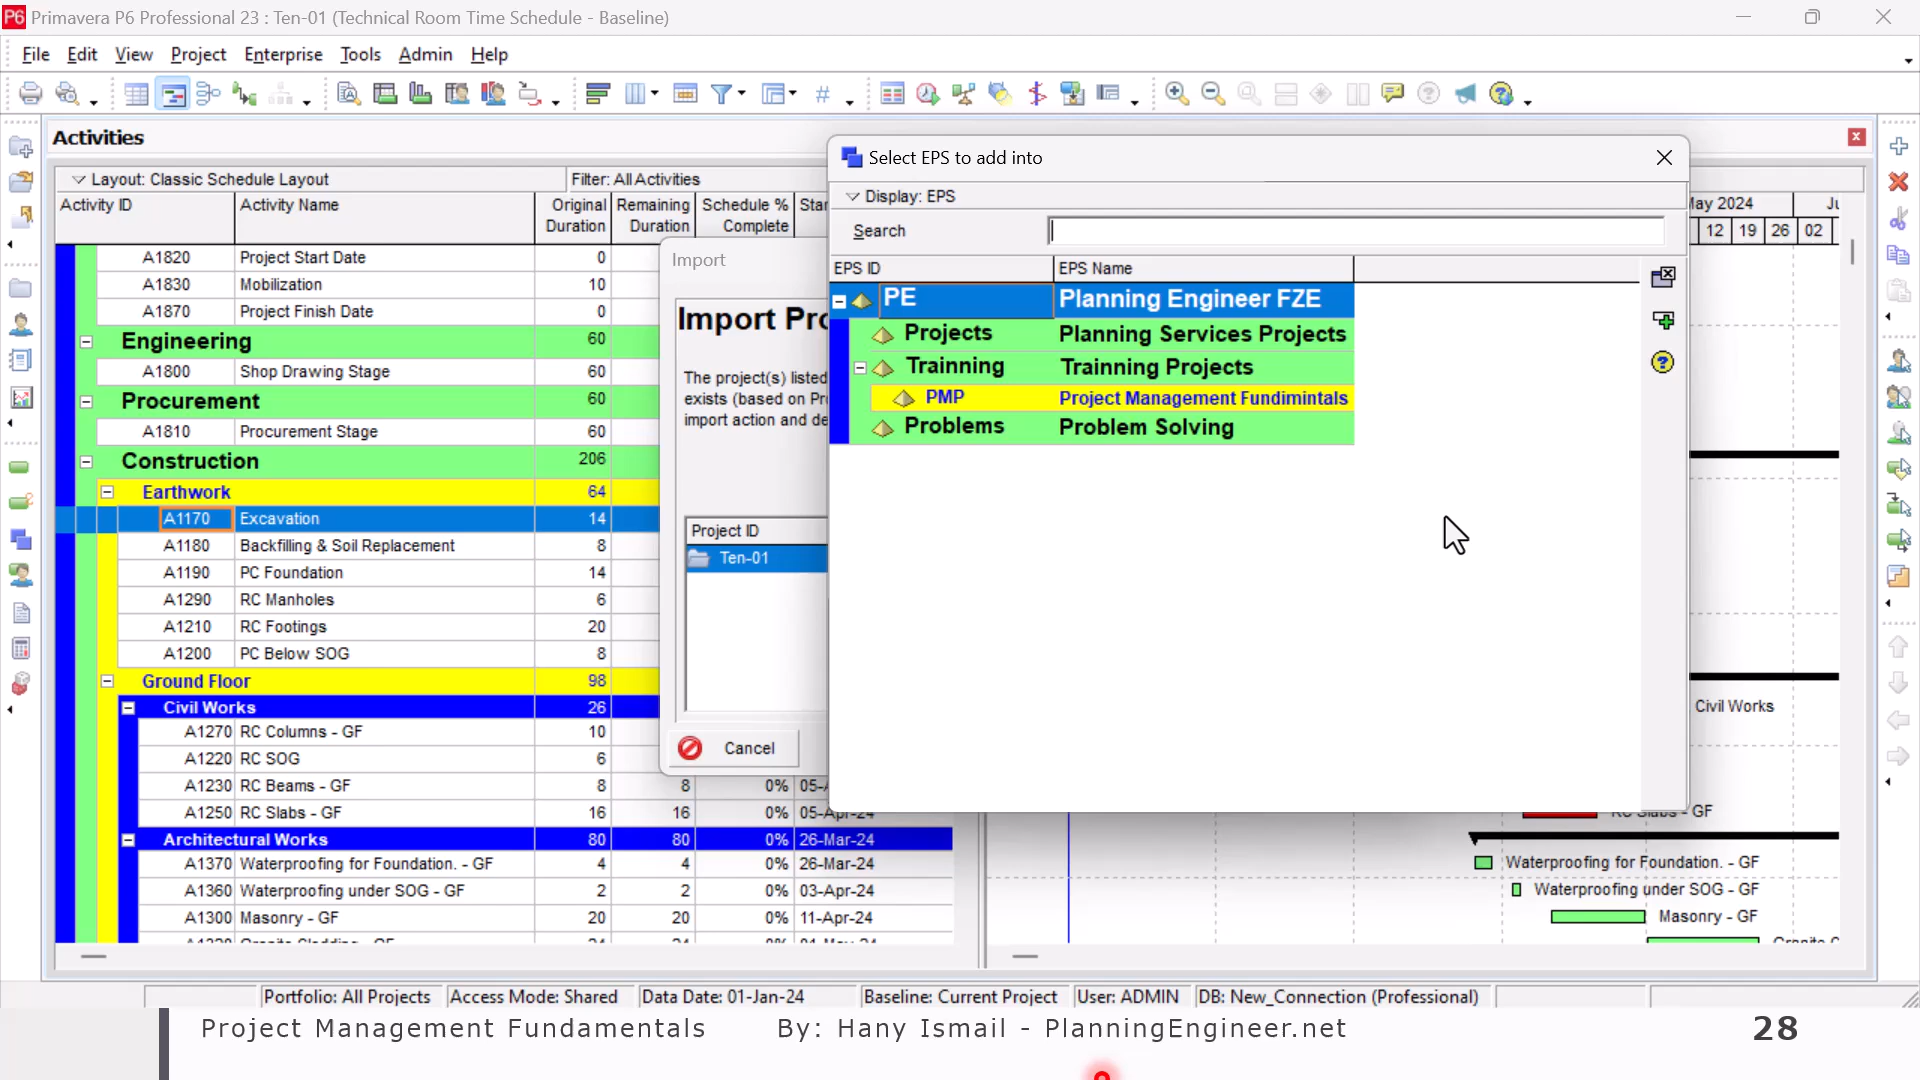 Primavera P6 Professional 23 : Ten-01 (Technical Room Time Schedule - Baseline)
File Edit View Project Enterprise Tools Admin Help
Activities
Layout: Classic Schedule Layout Filter: All Activities
Activity ID Activity Name Original Duration Remaining Duration Schedule % Complete Star
A1820 Project Start Date 0
A1830 Mobilization 10
A1870 Project Finish Date 0
Engineering 60
A1800 Shop Drawing Stage 60
Procurement 60
A1810 Procurement Stage 60
Construction 206
Earthwork 64
A1170 Excavation 14
A1180 Backfilling & Soil Replacement 8
A1190 PC Foundation 14
A1290 RC Manholes 6
A1210 RC Footings 20
A1200 PC Below SOG 8
Ground Floor 98
Civil Works 26
A1270 RC Columns - GF 10
A1220 RC SOG 6
A1230 RC Beams - GF 8 8 0% 05-
A1250 RC Slabs - GF 16 16 0% 05-Apr-24
Architectural Works 80 80 0% 26-Mar-24
A1370 Waterproofing for Foundation. - GF 4 4 0% 26-Mar-24
A1360 Waterproofing under SOG - GF 2 2 0% 03-Apr-24
A1300 Masonry - GF 20 20 0% 11-Apr-24
Import
Import Pro
The project(s) listed
exists (based on Pr
import action and de
Project ID
Ten-01
Cancel
Select EPS to add into
Display: EPS
Search
EPS ID EPS Name
PE Planning Engineer FZE
Projects Planning Services Projects
Trainning Trainning Projects
PMP Project Management Fundimintals
Problems Problem Solving
May 2024 Ju
12 19 26 02
Civil Works
RC Slabs - GF
Waterproofing for Foundation. - GF
Waterproofing under SOG - GF
Masonry - GF
Portfolio: All Projects Access Mode: Shared Data Date: 01-Jan-24 Baseline: Current Project User: ADMIN DB: New_Connection (Professional)
Project Management Fundamentals By: Hany Ismail - PlanningEngineer.net 28